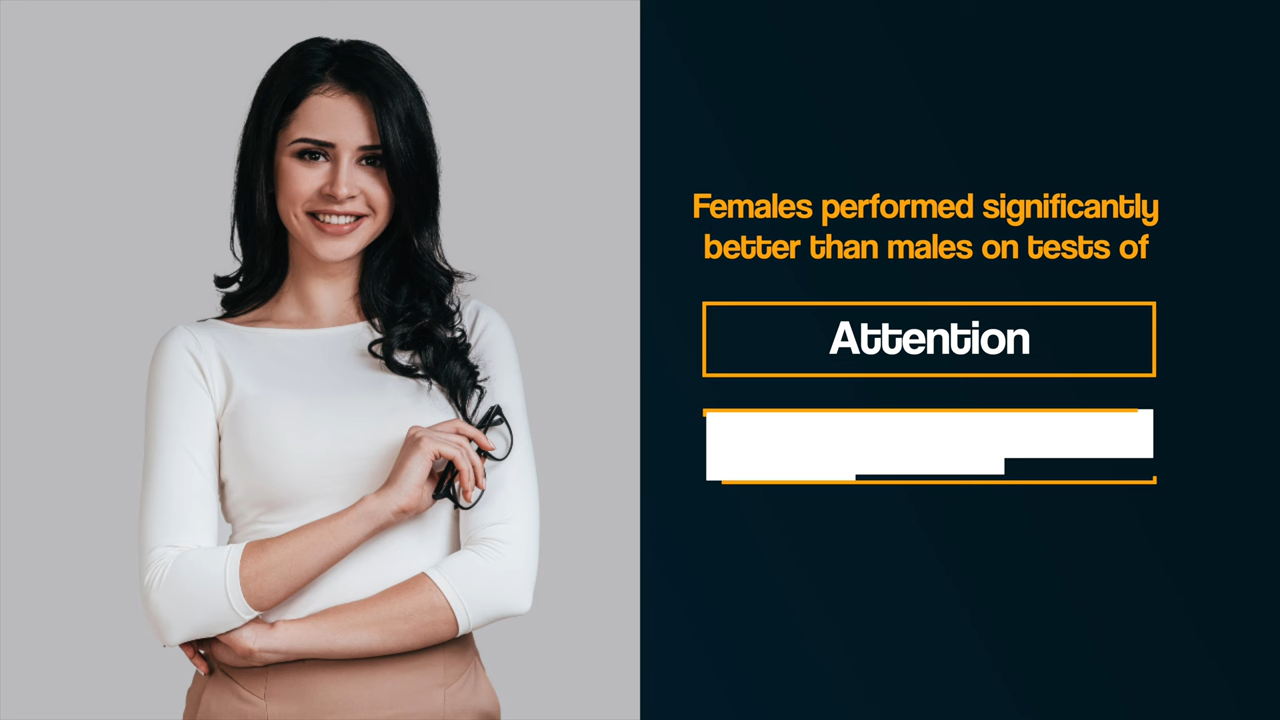 Females performed significantly
better than males on tests of
Attention